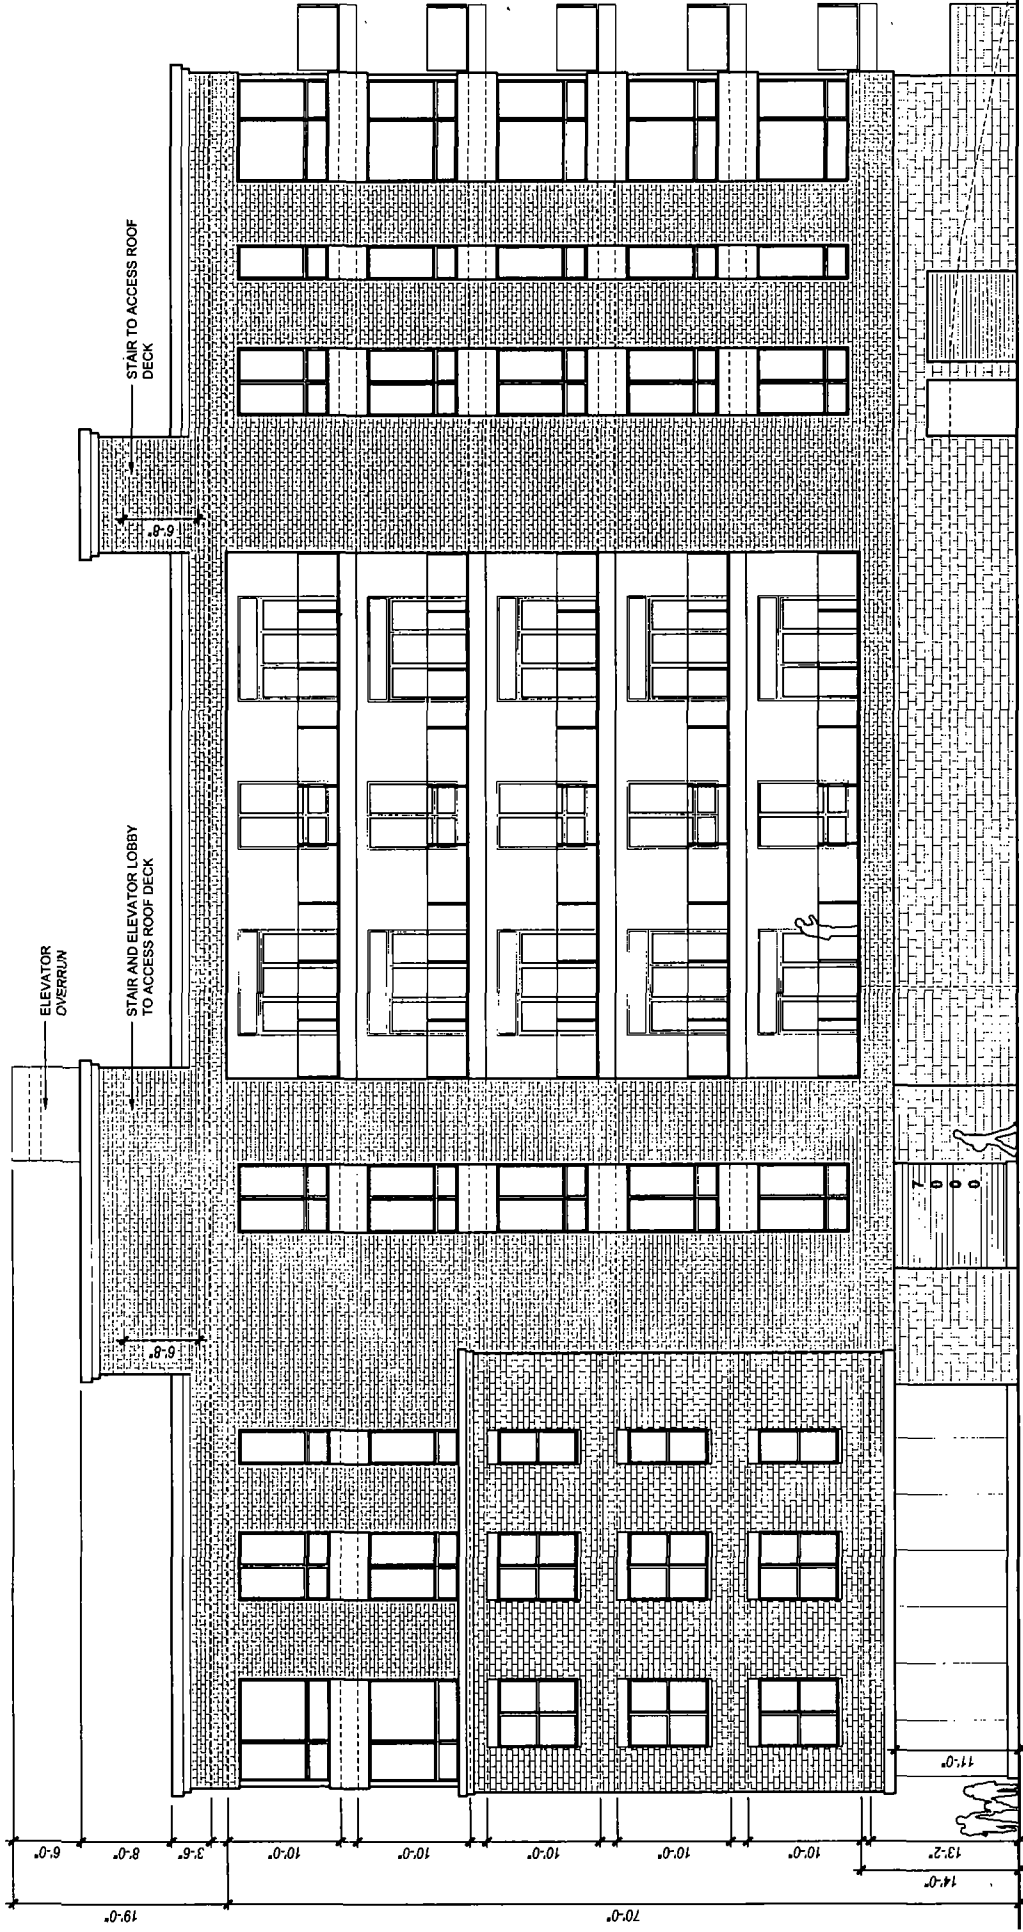 ELEVATOR
OVERRUN
STAIR AND ELEVATOR LOBBY
TO ACCESS ROOF DECK
STAIR TO ACCESS ROOF
DECK
6'-8"
6'-8"
7000
6'-0"
8'-0"
3'-6"
10'-0"
10'-0"
10'-0"
10'-0"
10'-0"
13'-2"
11'-0"
14'-0"
19'-0"
70'-0"